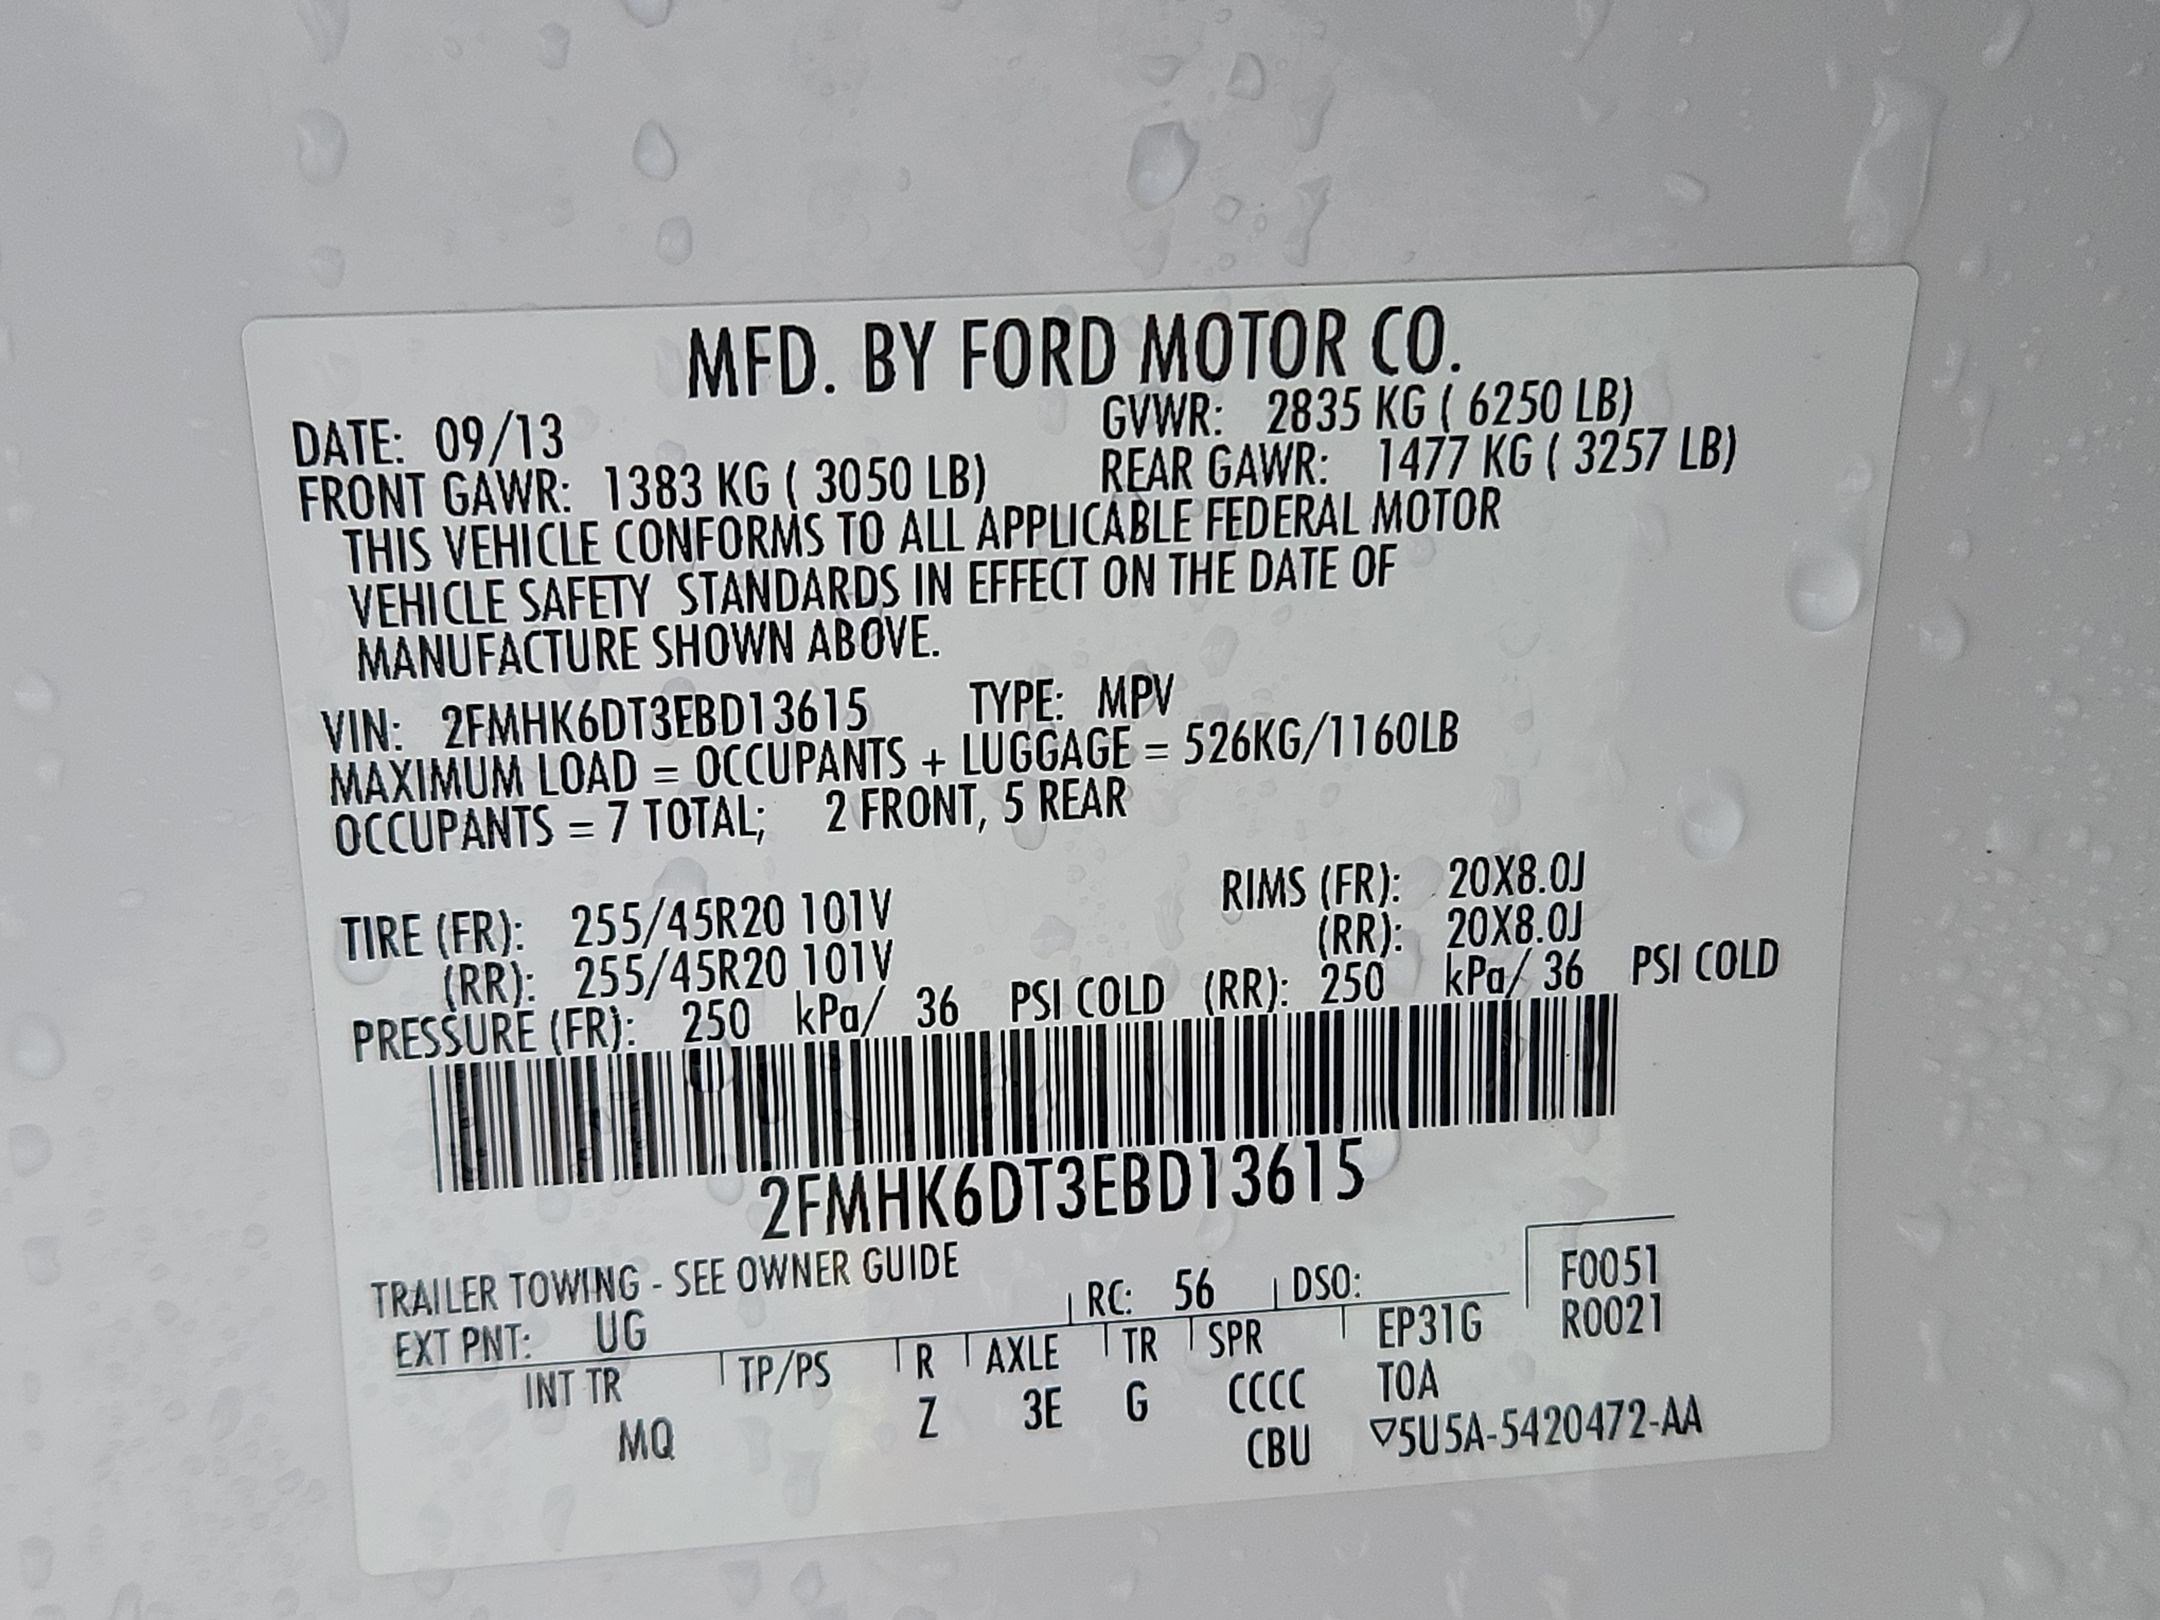 MFD. BY FORD MOTOR CO.
DATE: 09/13 GVWR: 2835 KG ( 6250 LB)
FRONT GAWR: 1383 KG ( 3050 LB) REAR GAWR: 1477 KG ( 3257 LB)
THIS VEHICLE CONFORMS TO ALL APPLICABLE FEDERAL MOTOR
VEHICLE SAFETY STANDARDS IN EFFECT ON THE DATE OF
MANUFACTURE SHOWN ABOVE.
VIN: 2FMHK6DT3EBD13615 TYPE: MPV
MAXIMUM LOAD = OCCUPANTS + LUGGAGE = 526KG/1160LB
OCCUPANTS = 7 TOTAL; 2 FRONT, 5 REAR
TIRE (FR): 255/45R20 101V RIMS (FR): 20X8.0J
(RR): 255/45R20 101V (RR): 20X8.0J
PRESSURE (FR): 250 kPa/ 36 PSI COLD (RR): 250 kPa/ 36 PSI COLD
2FMHK6DT3EBD13615
TRAILER TOWING - SEE OWNER GUIDE
EXT PNT: UG RC: 56 DSO: F0051
R0021
INT TR TP/PS R AXLE TR SPR EP31G
MQ Z 3E G CCCC TOA
CBU ▽5U5A-5420472-AA